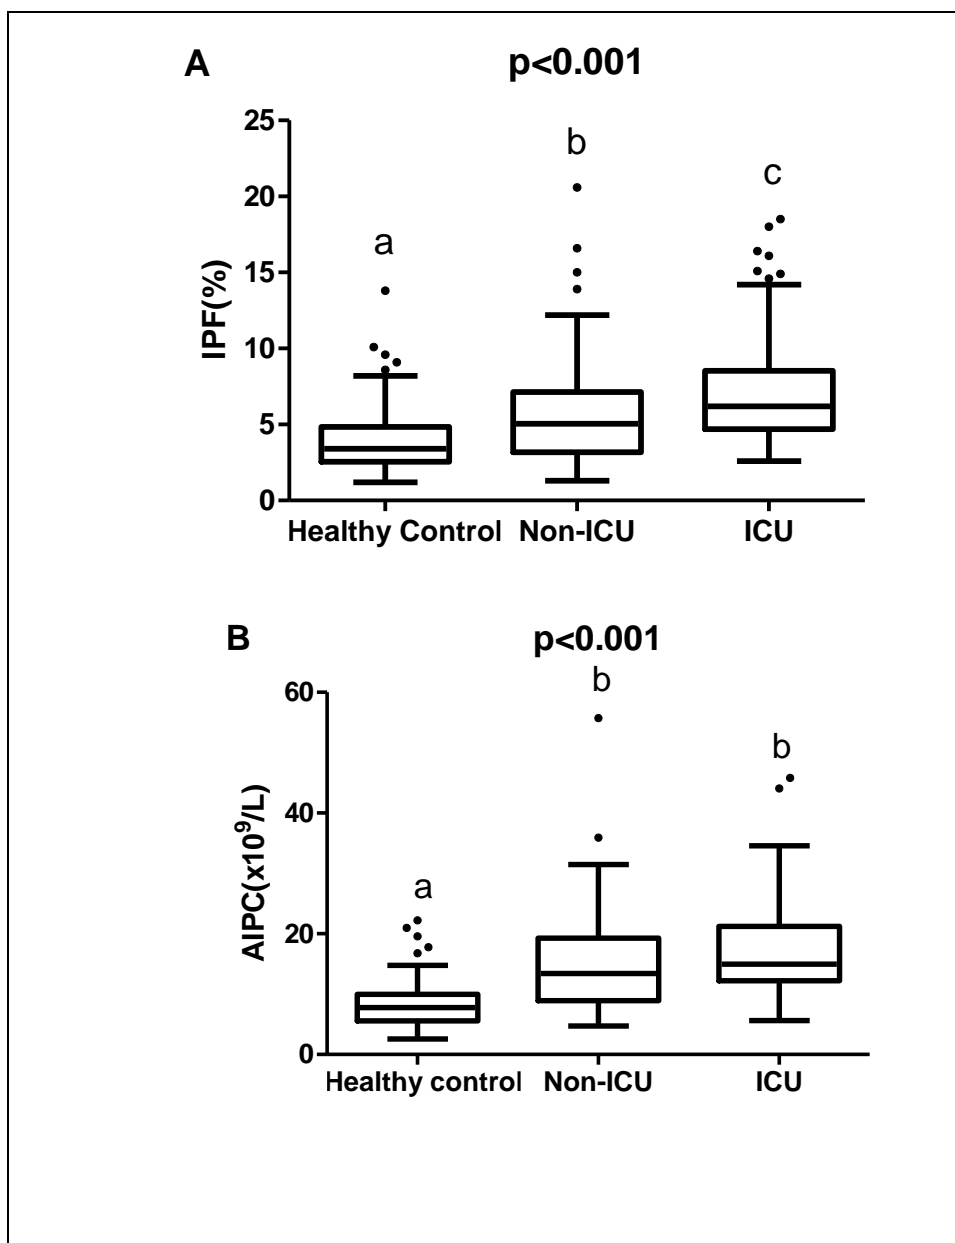 A
p<0.001
25
20
15
10
5
0
IPF(%)
a
b
c
Healthy Control Non-ICU ICU
B
p<0.001
60
40
20
0
AIPC(x10⁹/L)
a
b
b
Healthy control Non-ICU ICU